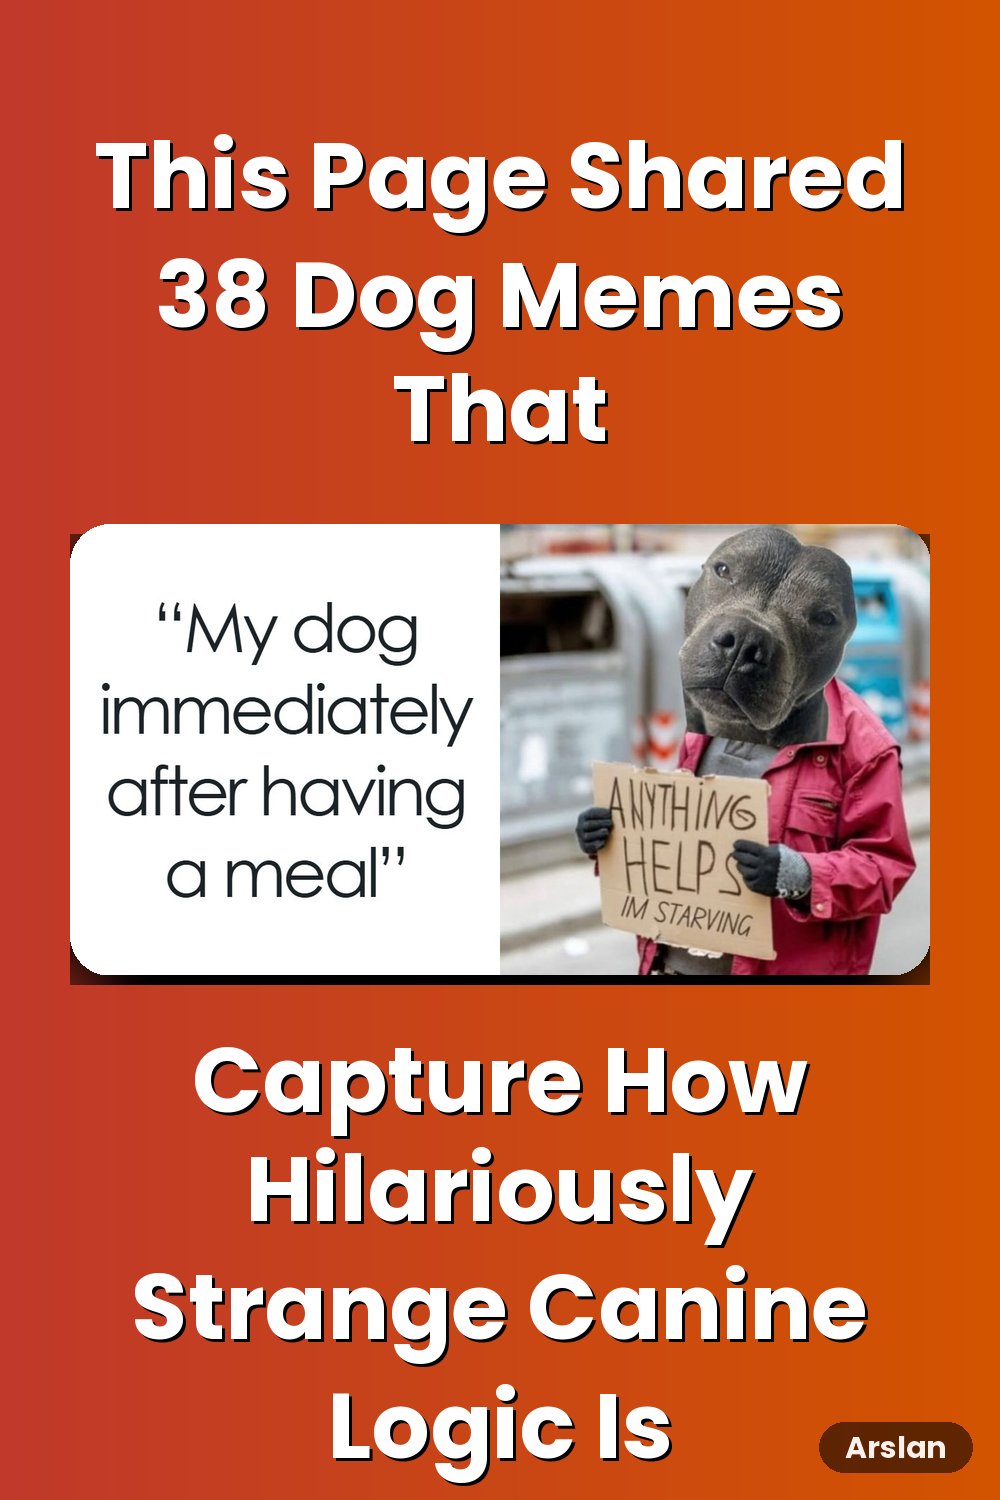 This Page Shared
38 Dog Memes
That
“My dog
immediately
after having
a meal”
ANYTHING
HELPS
IM STARVING
Capture How
Hilariously
Strange Canine
Logic Is
Arslan